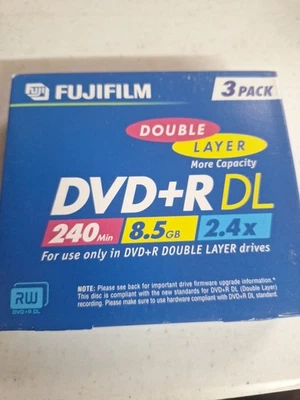 FUJIFILM
3 PACK
DOUBLE
LAYER
More Capacity
DVD+R DL
240 Min 8.5 GB 2.4x
For use only in DVD+R DOUBLE LAYER drives
RW
DVD+R DL
NOTE: Please see back for important drive firmware upgrade information.*
This disc is compliant with the new standards for DVD+R DL (Double Layer)
recording. Please make sure to use hardware compliant with DVD+R DL standard.